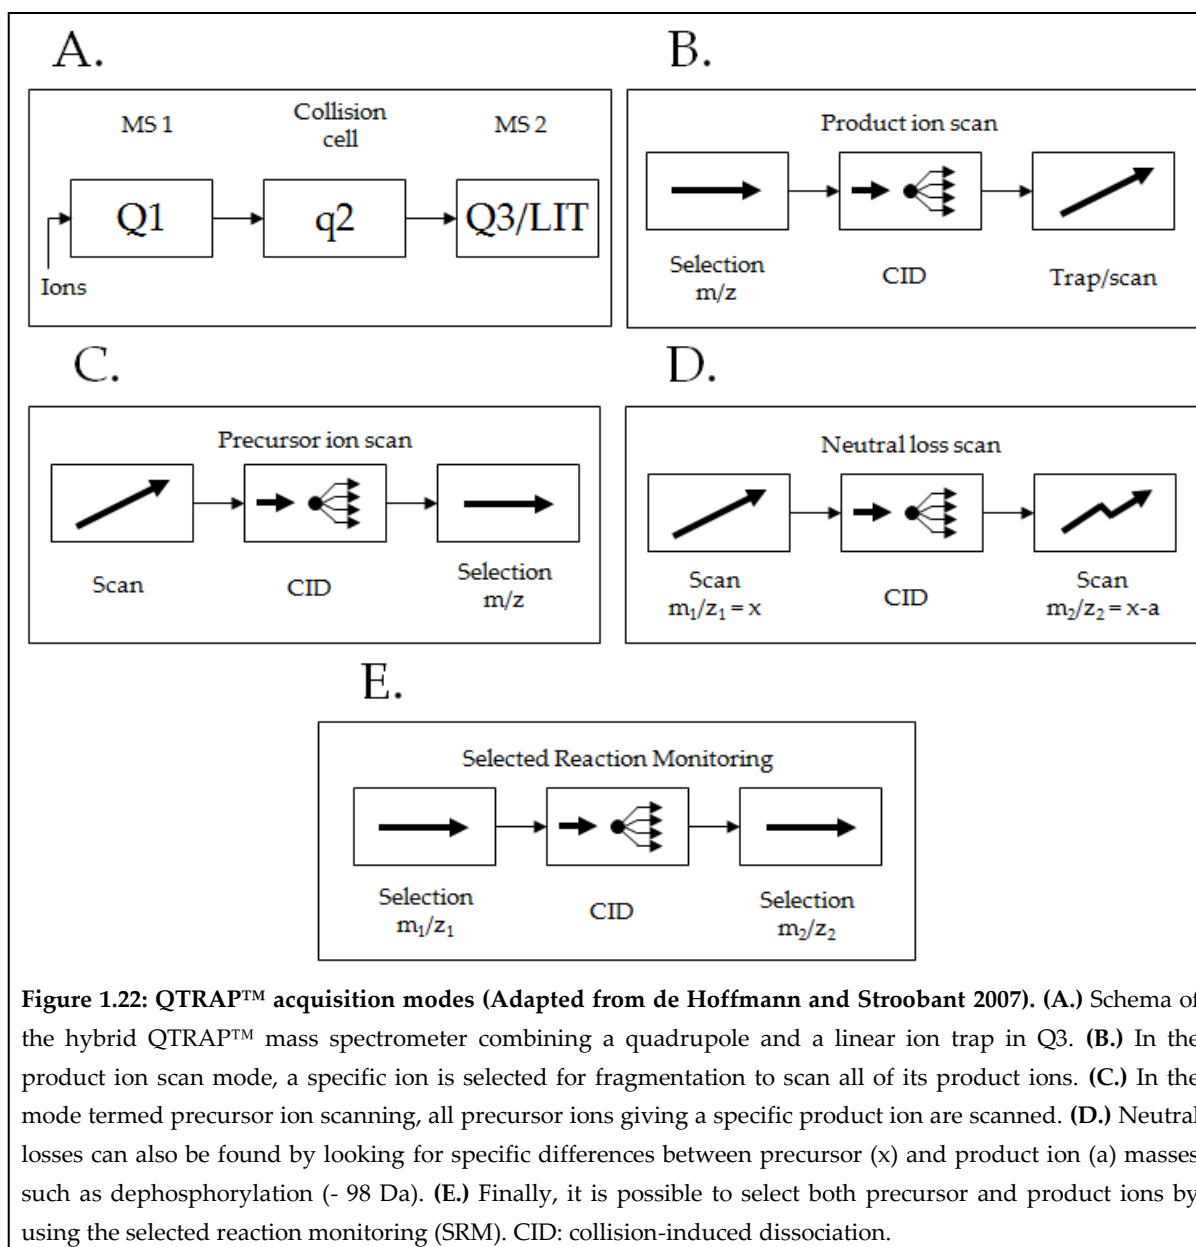 A.
MS 1
Collision
cell
MS 2
Q1
q2
Q3/LIT
Ions
B.
Product ion scan
Selection
m/z
CID
Trap/scan
C.
Precursor ion scan
Scan
CID
Selection
m/z
D.
Neutral loss scan
Scan
m₁/z₁ = x
CID
Scan
m₂/z₂ = x-a
E.
Selected Reaction Monitoring
Selection
m₁/z₁
CID
Selection
m₂/z₂
Figure 1.22: QTRAP™ acquisition modes (Adapted from de Hoffmann and Stroobant 2007). (A.) Schema of
the hybrid QTRAP™ mass spectrometer combining a quadrupole and a linear ion trap in Q3. (B.) In the
product ion scan mode, a specific ion is selected for fragmentation to scan all of its product ions. (C.) In the
mode termed precursor ion scanning, all precursor ions giving a specific product ion are scanned. (D.) Neutral
losses can also be found by looking for specific differences between precursor (x) and product ion (a) masses
such as dephosphorylation (- 98 Da). (E.) Finally, it is possible to select both precursor and product ions by
using the selected reaction monitoring (SRM). CID: collision-induced dissociation.